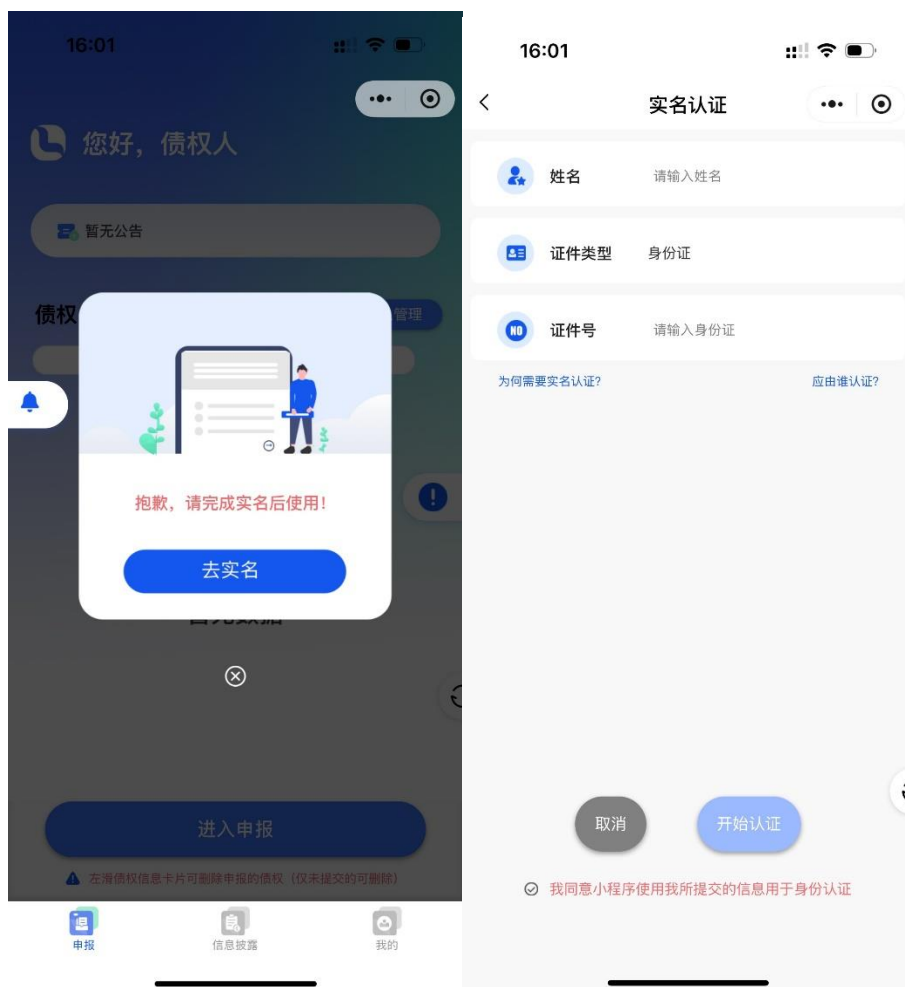 16:01
您好，债权人
暂无公告
债权
管理
抱歉，请完成实名后使用！
去实名
暂无数据
进入申报
左滑债权信息卡片可删除申报的债权（仅未提交的可删除）
申报
信息披露
我的
16:01
实名认证
姓名
请输入姓名
证件类型
身份证
NO
证件号
请输入身份证
为何需要实名认证?
应由谁认证?
取消
开始认证
我同意小程序使用我所提交的信息用于身份认证